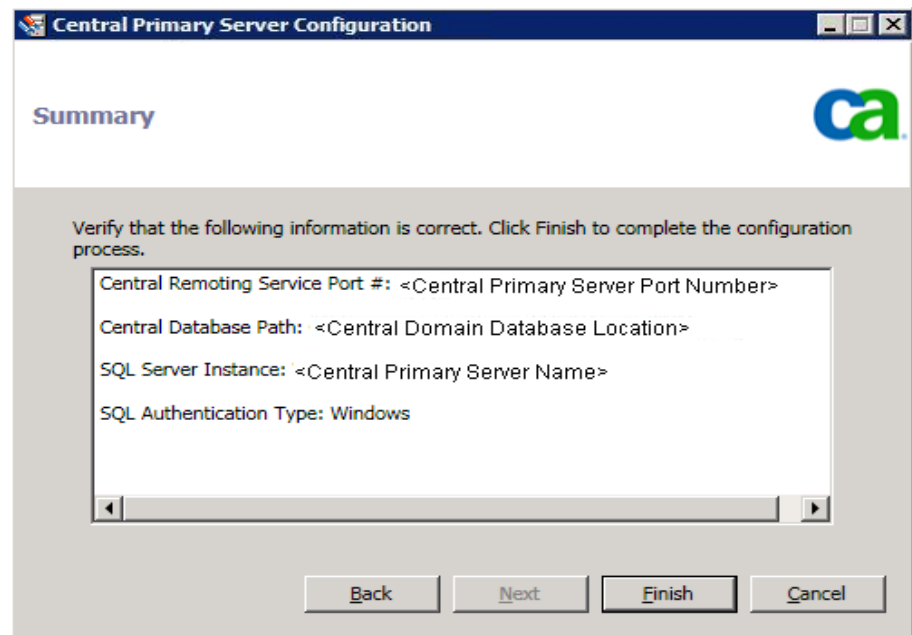 Central Primary Server Configuration
Summary
ca.
Verify that the following information is correct. Click Finish to complete the configuration
process.
Central Remoting Service Port #: <Central Primary Server Port Number>
Central Database Path: <Central Domain Database Location>
SQL Server Instance: <Central Primary Server Name>
SQL Authentication Type: Windows
Back Next Finish Cancel